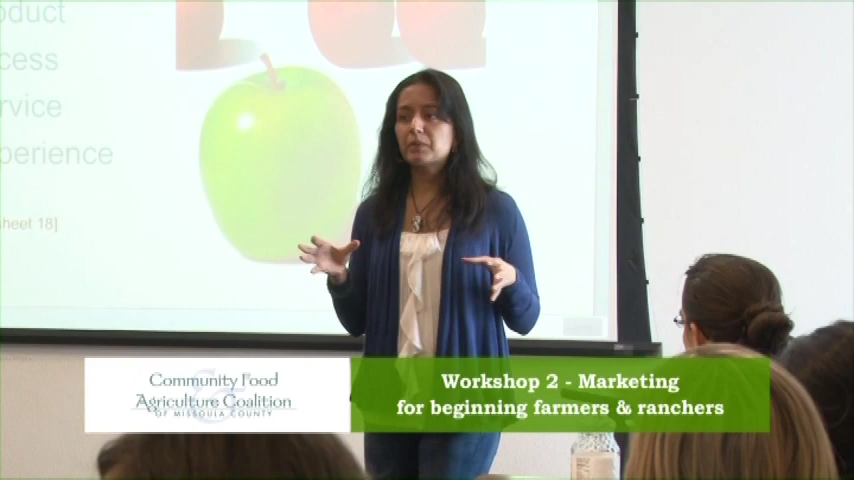 oduct
cess
rvice
perience
heet 18]
Community Food
Agriculture Coalition
OF MISSOULA COUNTY
Workshop 2 - Marketing
for beginning farmers & ranchers